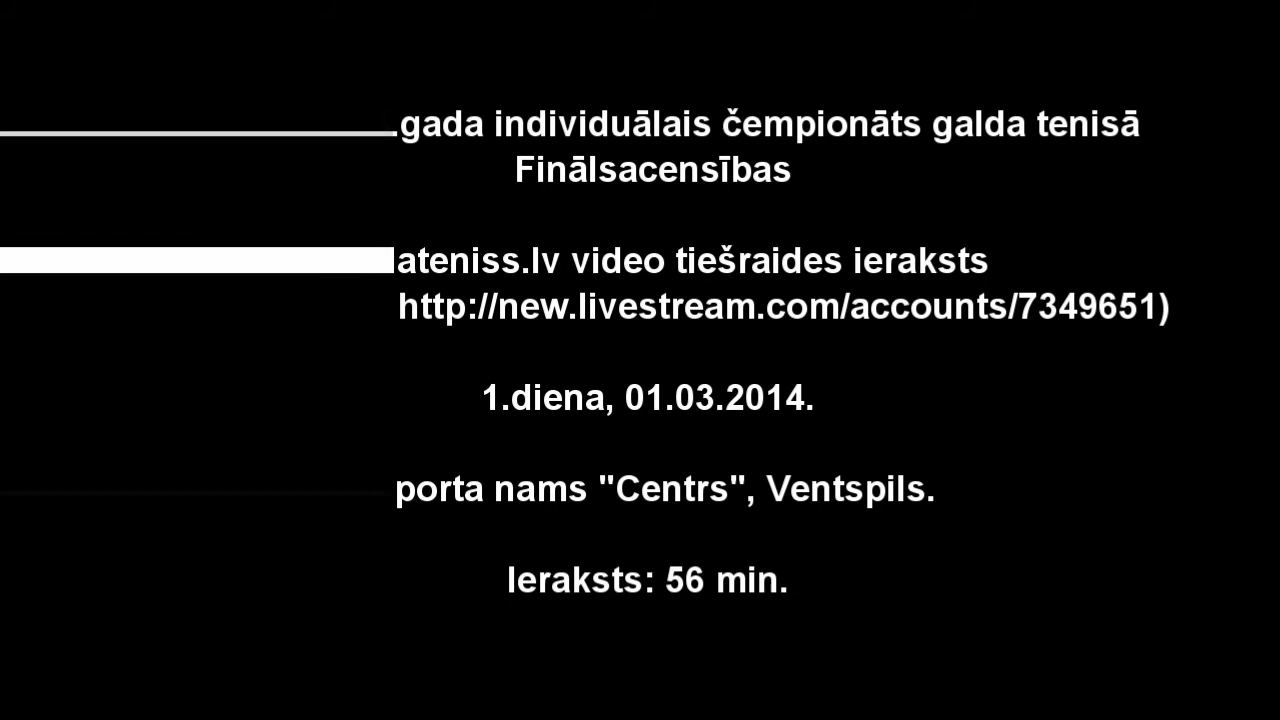 .gada individuālais čempionāts galda tenisā
Finālsacensības
ateniss.lv video tiešraides ieraksts
http://new.livestream.com/accounts/7349651)
1.diena, 01.03.2014.
porta nams "Centrs", Ventspils.
Ieraksts: 56 min.